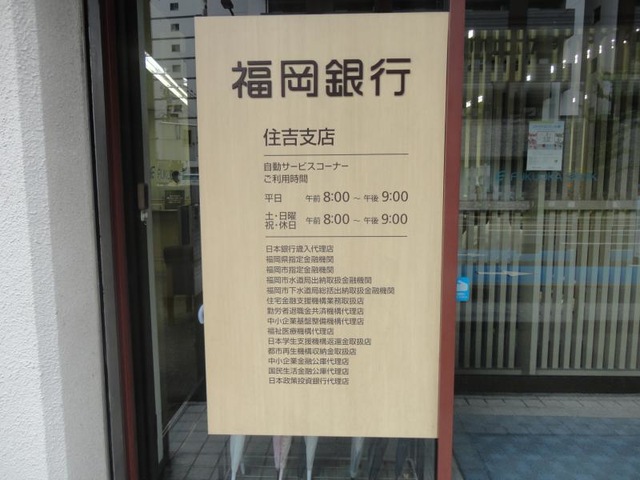 福岡銀行
住吉支店
自動サービスコーナー
ご利用時間
平日 午前 8:00 ~ 午後 9:00
土・日曜
祝・休日 午前 8:00 ~ 午後 9:00
日本銀行歳入代理店
福岡県指定金融機関
福岡市指定金融機関
福岡市水道局出納取扱金融機関
福岡市下水道局総括出納取扱金融機関
住宅金融支援機構業務取扱店
勤労者退職金共済機構代理店
中小企業基盤整備機構代理店
福祉医療機構代理店
日本学生支援機構返還金取扱店
都市再生機構収納金取扱店
中小企業金融公庫代理店
国民生活金融公庫代理店
日本政策投資銀行代理店